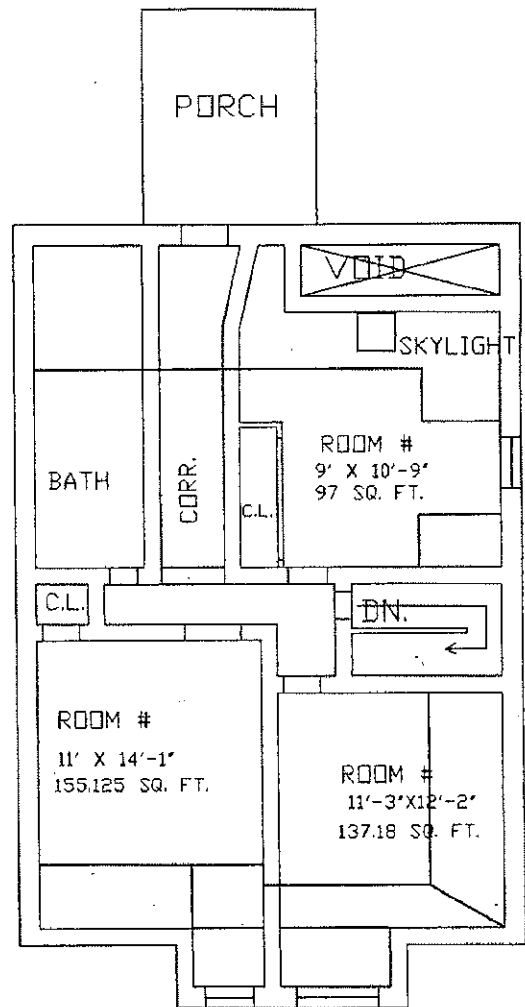 PORCH
VOID
SKYLIGHT
ROOM #
9' X 10'-9"
97 SQ. FT.
BATH
CORR.
C.L.
C.L.
DN.
ROOM #
11' X 14'-1"
155.125 SQ. FT.
ROOM #
11'-3"X12'-2"
137.18 SQ. FT.